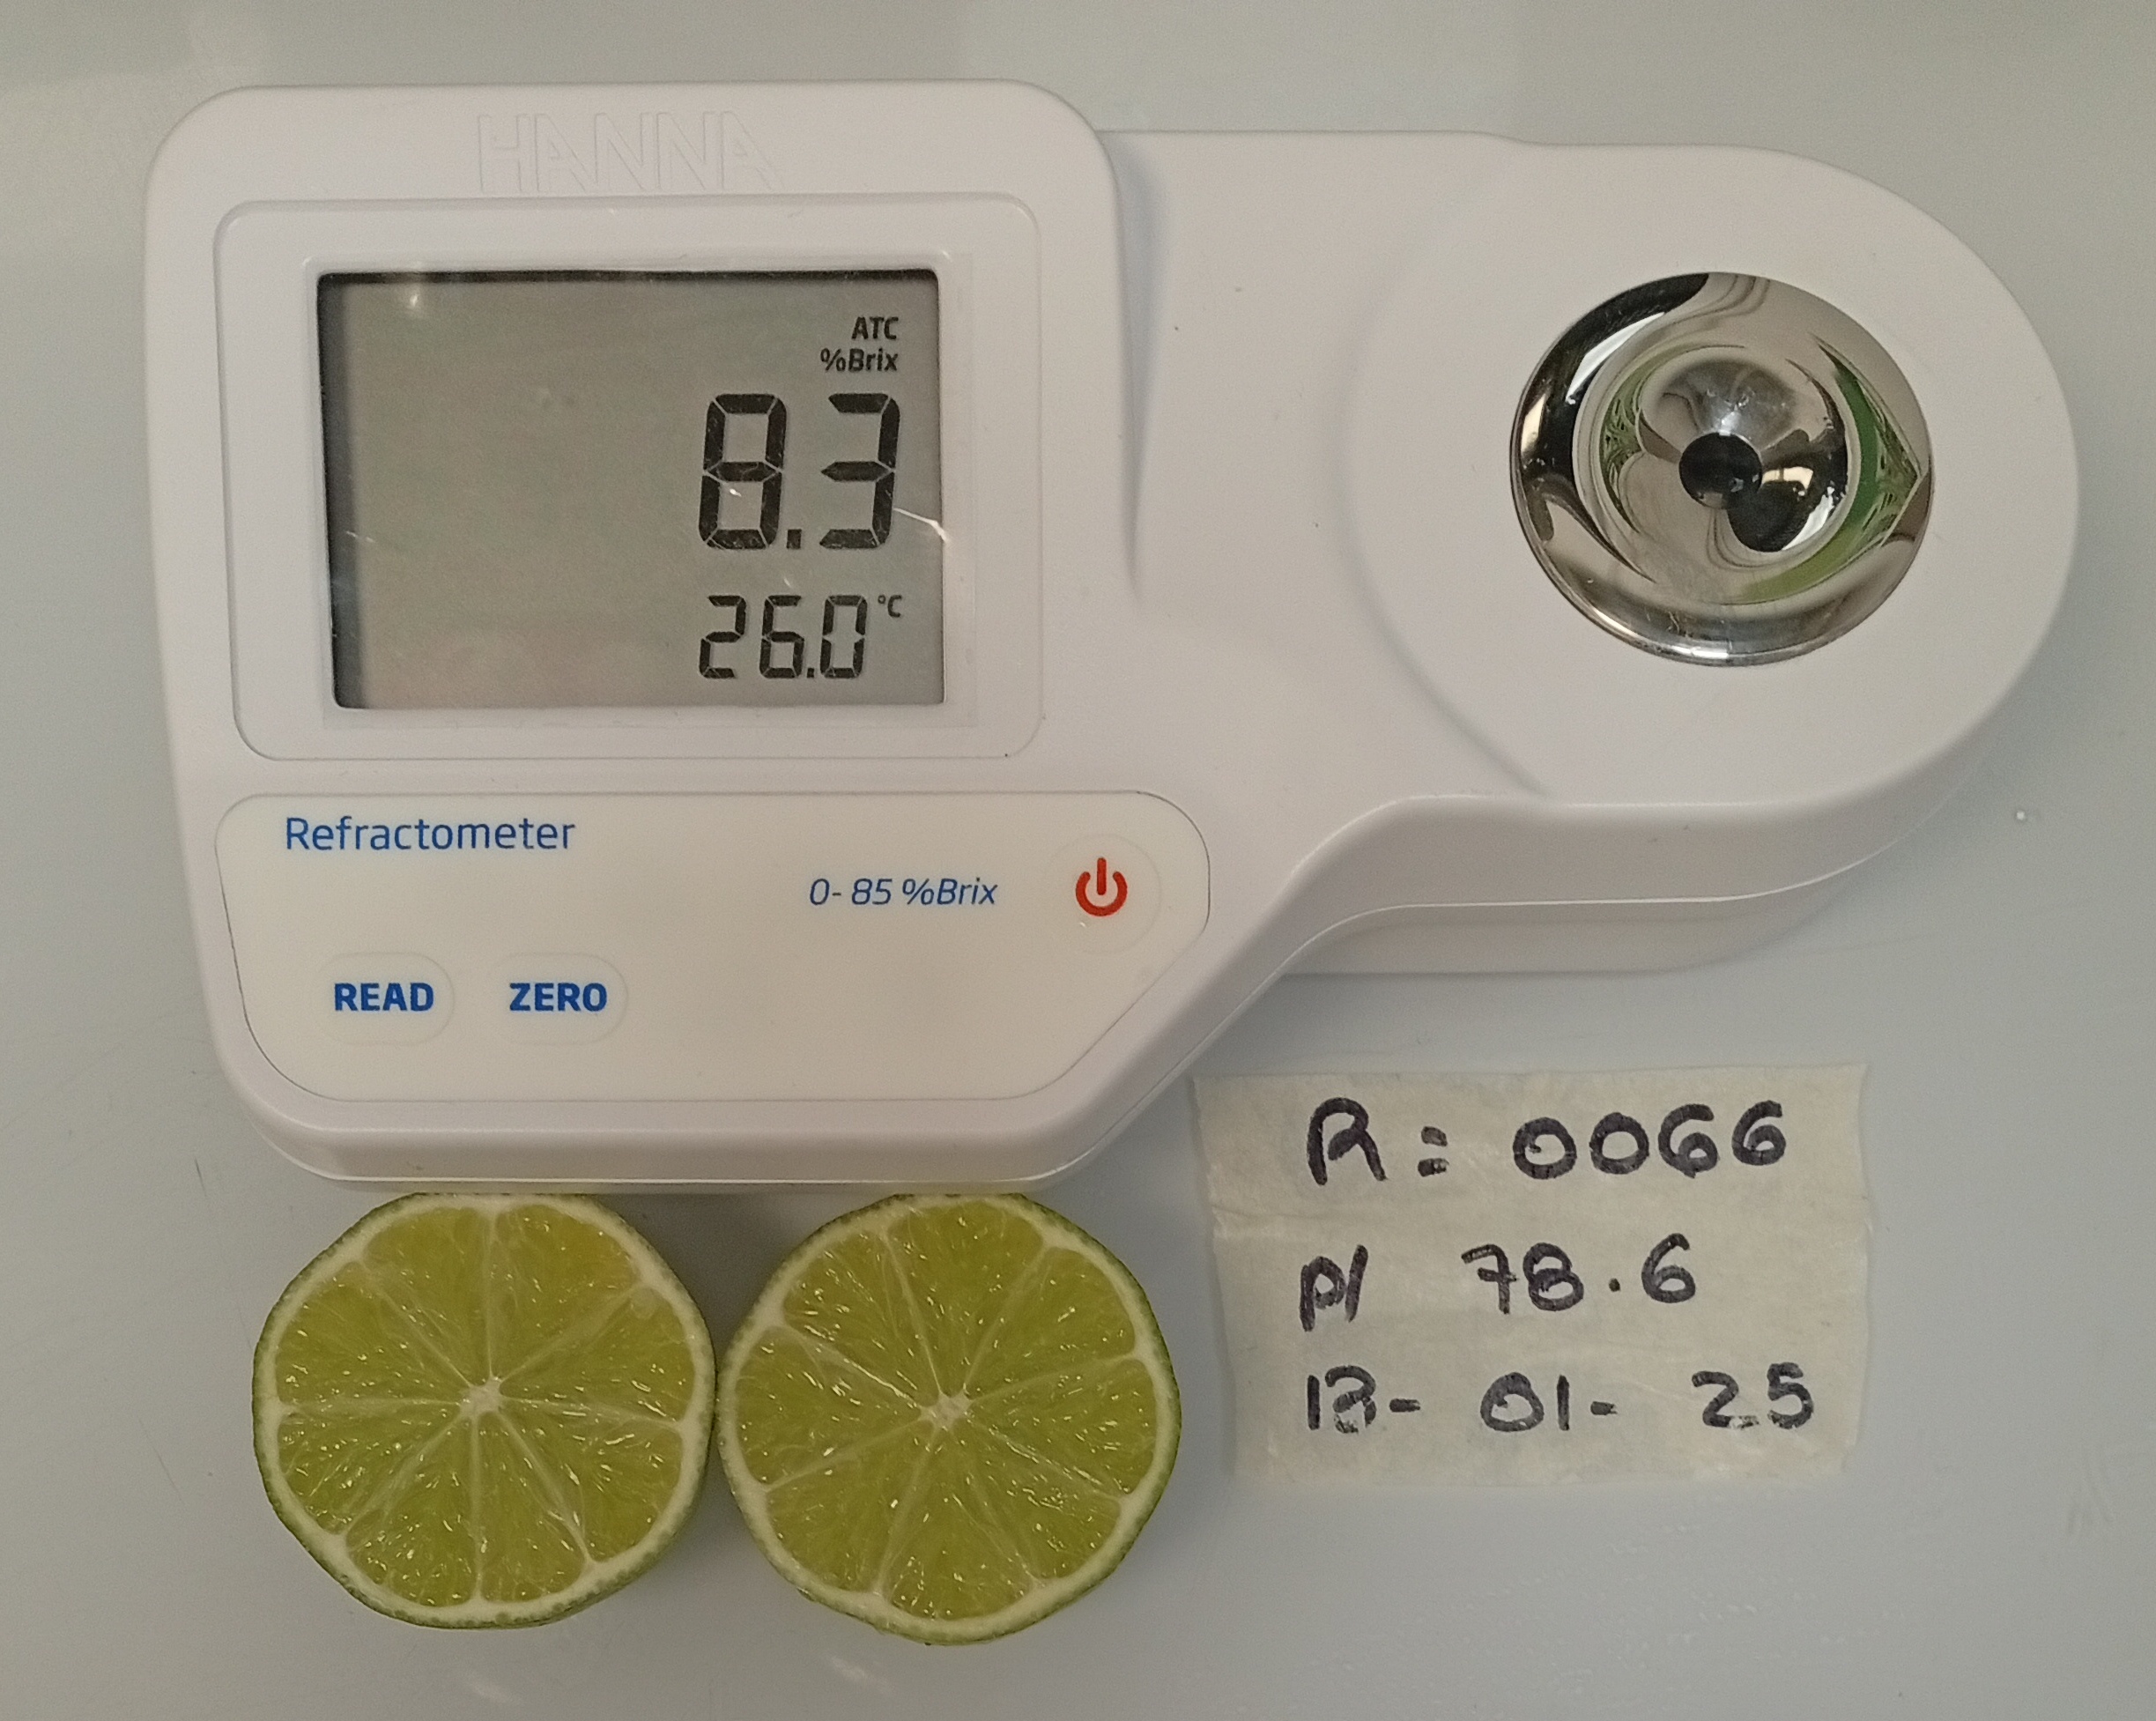 HANNA
ATC
%Brix
8.3
26.0 °C
Refractometer
0- 85 %Brix
READ ZERO
R: 0066
P/ 78.6
13- 01- 25